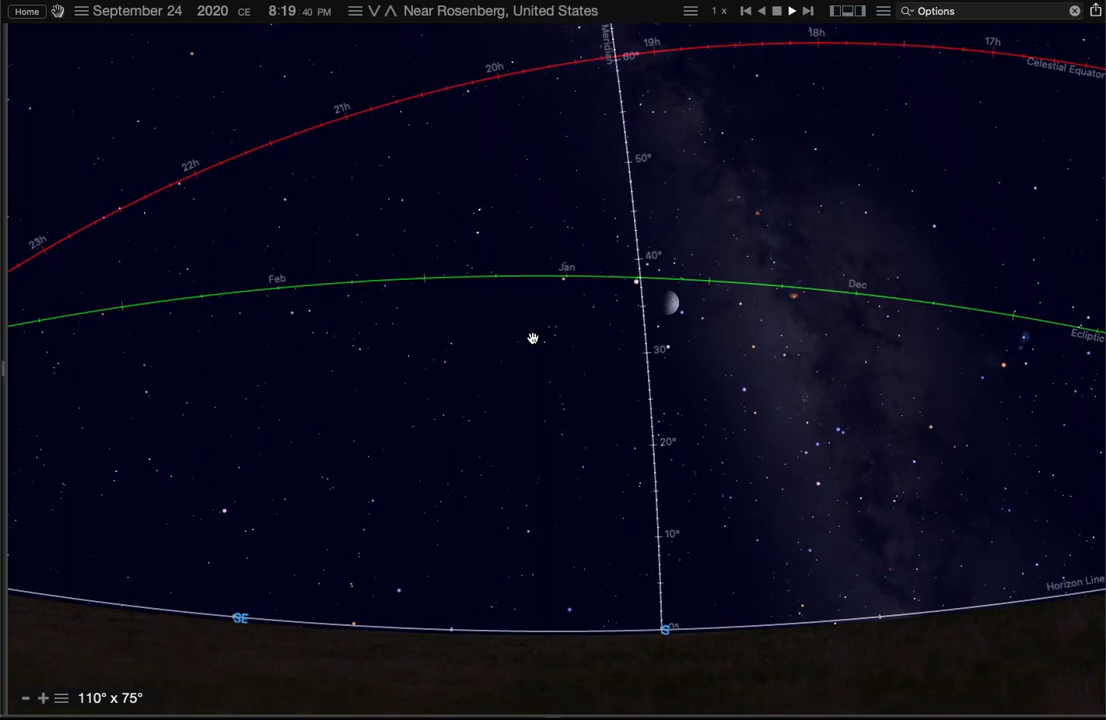 Home September 24 2020 CE 8:19:40 PM Near Rosenberg, United States 1 x Options
Meridian 60° 19h 18h 17h
Celestial Equator
20h
21h
50°
22h
23h
40°
Feb Jan Dec
30°
Ecliptic
20°
10°
Horizon Line
SE S 0°
110° x 75°